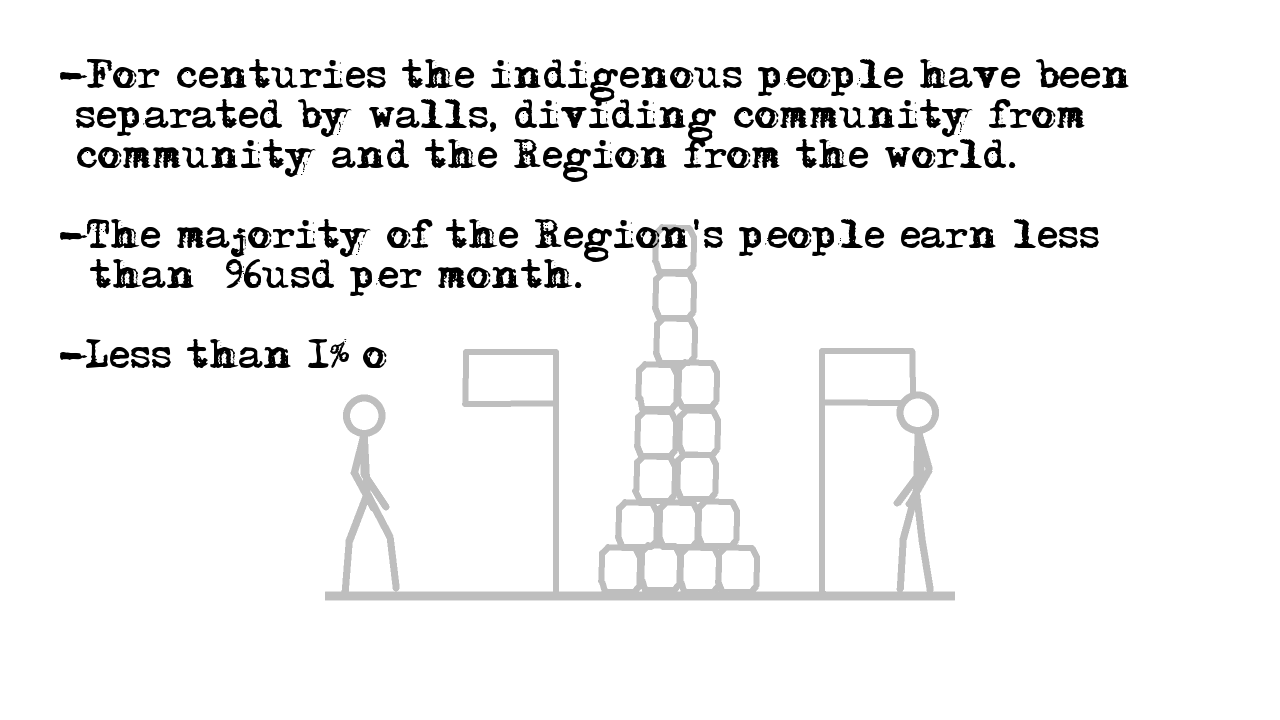 -For centuries the indigenous people have been
separated by walls, dividing community from
community and the Region from the world.
-The majority of the Region's people earn less
than 96usd per month.
-Less than I% o